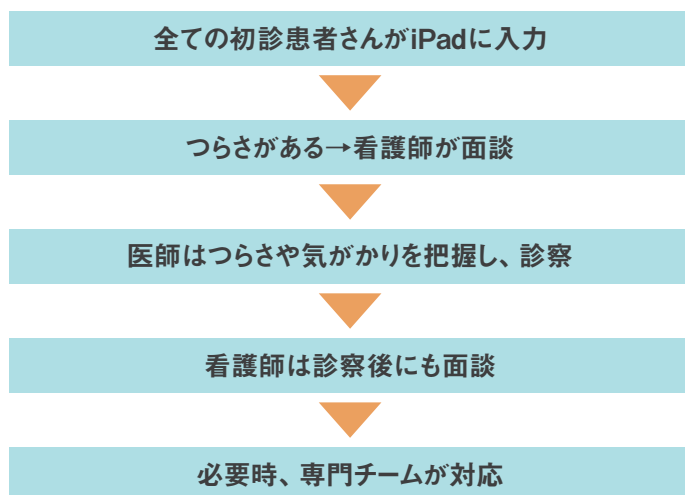 全ての初診患者さんがiPadに入力
つらさがある→看護師が面談
医師はつらさや気がかりを把握し、診察
看護師は診察後にも面談
必要時、専門チームが対応